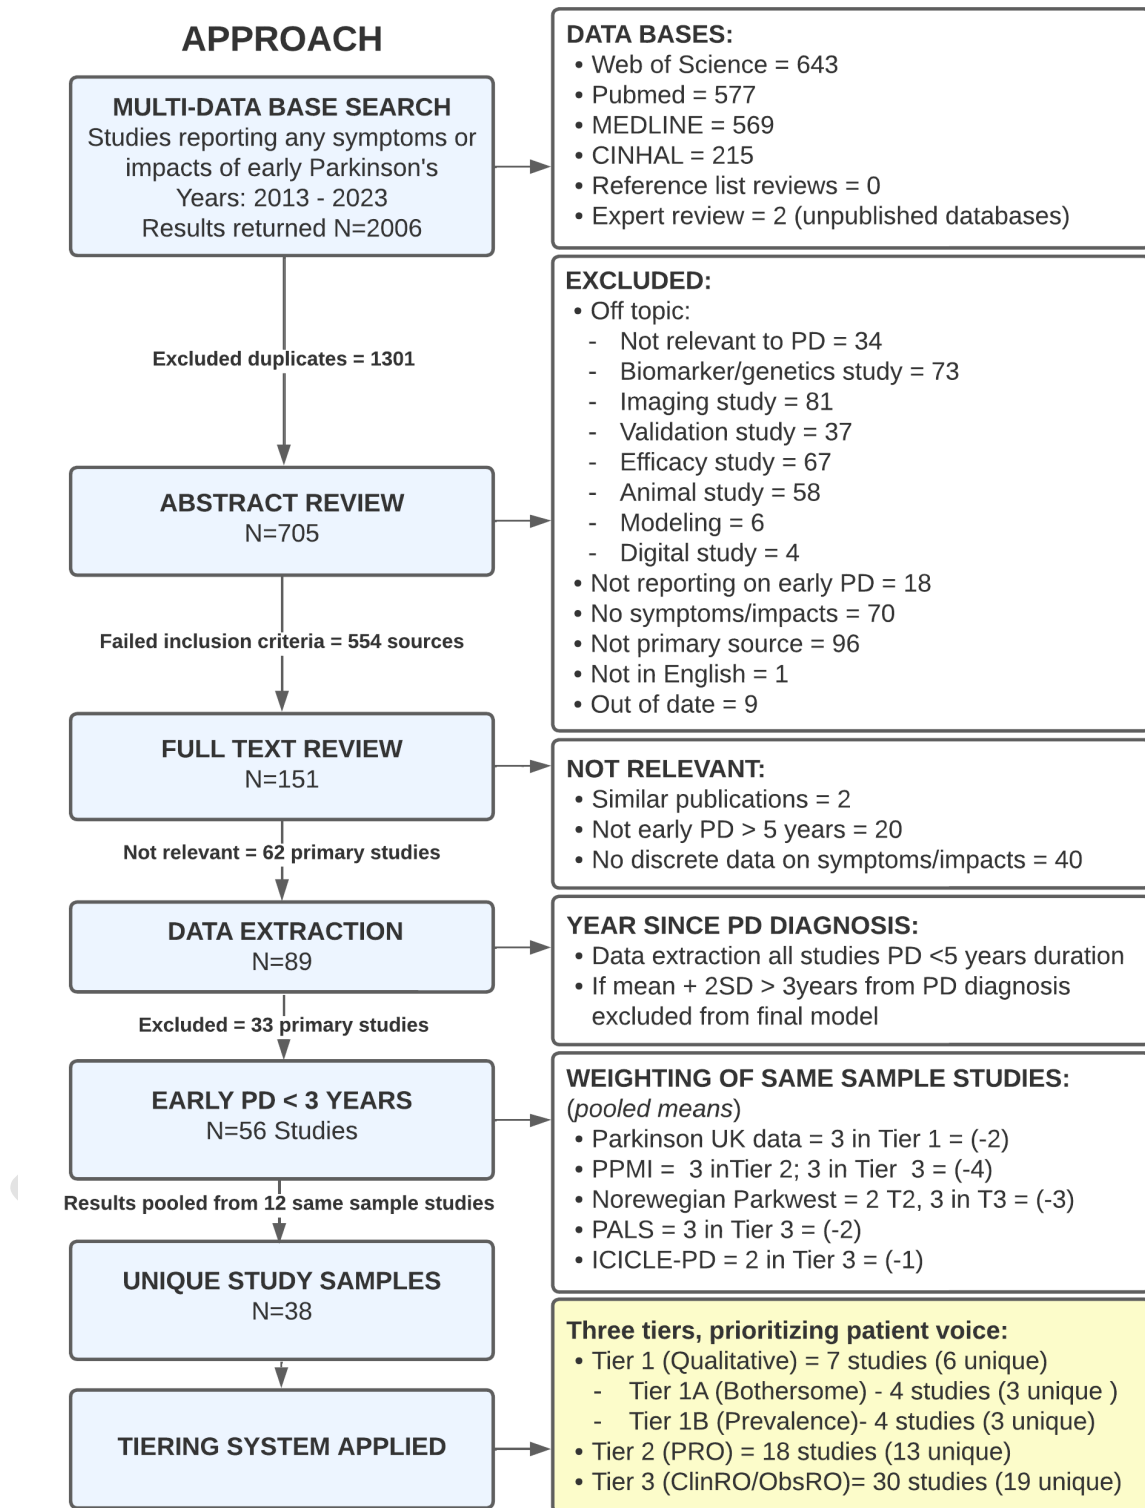 APPROACH
MULTI-DATA BASE SEARCH
Studies reporting any symptoms or
impacts of early Parkinson's
Years: 2013 - 2023
Results returned N=2006
DATA BASES:
• Web of Science = 643
• Pubmed = 577
• MEDLINE = 569
• CINHAL = 215
• Reference list reviews = 0
• Expert review = 2 (unpublished databases)
Excluded duplicates = 1301
ABSTRACT REVIEW
N=705
EXCLUDED:
• Off topic:
- Not relevant to PD = 34
- Biomarker/genetics study = 73
- Imaging study = 81
- Validation study = 37
- Efficacy study = 67
- Animal study = 58
- Modeling = 6
- Digital study = 4
• Not reporting on early PD = 18
• No symptoms/impacts = 70
• Not primary source = 96
• Not in English = 1
• Out of date = 9
Failed inclusion criteria = 554 sources
FULL TEXT REVIEW
N=151
NOT RELEVANT:
• Similar publications = 2
• Not early PD > 5 years = 20
• No discrete data on symptoms/impacts = 40
Not relevant = 62 primary studies
DATA EXTRACTION
N=89
YEAR SINCE PD DIAGNOSIS:
• Data extraction all studies PD <5 years duration
• If mean + 2SD > 3years from PD diagnosis
excluded from final model
Excluded = 33 primary studies
EARLY PD < 3 YEARS
N=56 Studies
WEIGHTING OF SAME SAMPLE STUDIES:
(pooled means)
• Parkinson UK data = 3 in Tier 1 = (-2)
• PPMI = 3 inTier 2; 3 in Tier 3 = (-4)
• Norewegian Parkwest = 2 T2, 3 in T3 = (-3)
• PALS = 3 in Tier 3 = (-2)
• ICICLE-PD = 2 in Tier 3 = (-1)
Results pooled from 12 same sample studies
UNIQUE STUDY SAMPLES
N=38
TIERING SYSTEM APPLIED
Three tiers, prioritizing patient voice:
• Tier 1 (Qualitative) = 7 studies (6 unique)
- Tier 1A (Bothersome) - 4 studies (3 unique )
- Tier 1B (Prevalence)- 4 studies (3 unique)
• Tier 2 (PRO) = 18 studies (13 unique)
• Tier 3 (ClinRO/ObsRO)= 30 studies (19 unique)